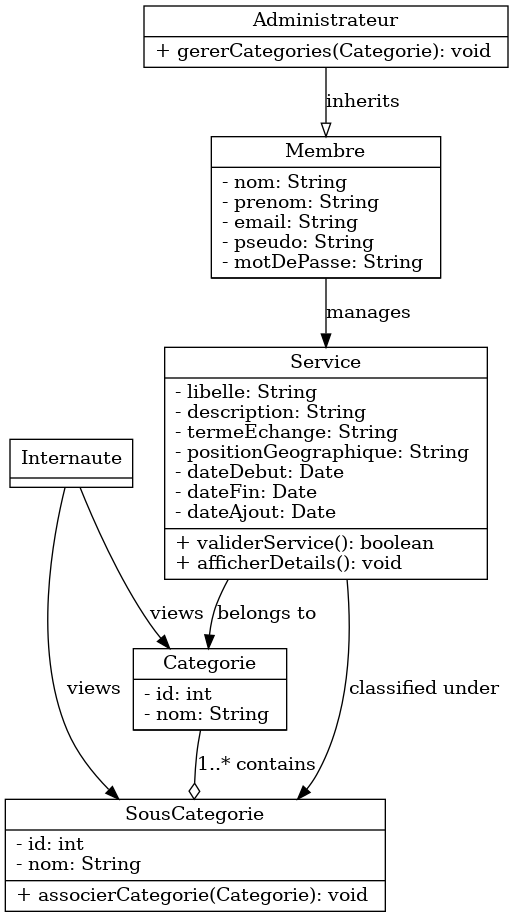 Administrateur
+ gererCategories(Categorie): void
inherits
Membre
- nom: String
- prenom: String
- email: String
- pseudo: String
- motDePasse: String
manages
Service
- libelle: String
- description: String
- termeEchange: String
- positionGeographique: String
- dateDebut: Date
- dateFin: Date
- dateAjout: Date
+ validerService(): boolean
+ afficherDetails(): void
Internaute
views
belongs to
Categorie
- id: int
- nom: String
views
classified under
1..* contains
SousCategorie
- id: int
- nom: String
+ associerCategorie(Categorie): void